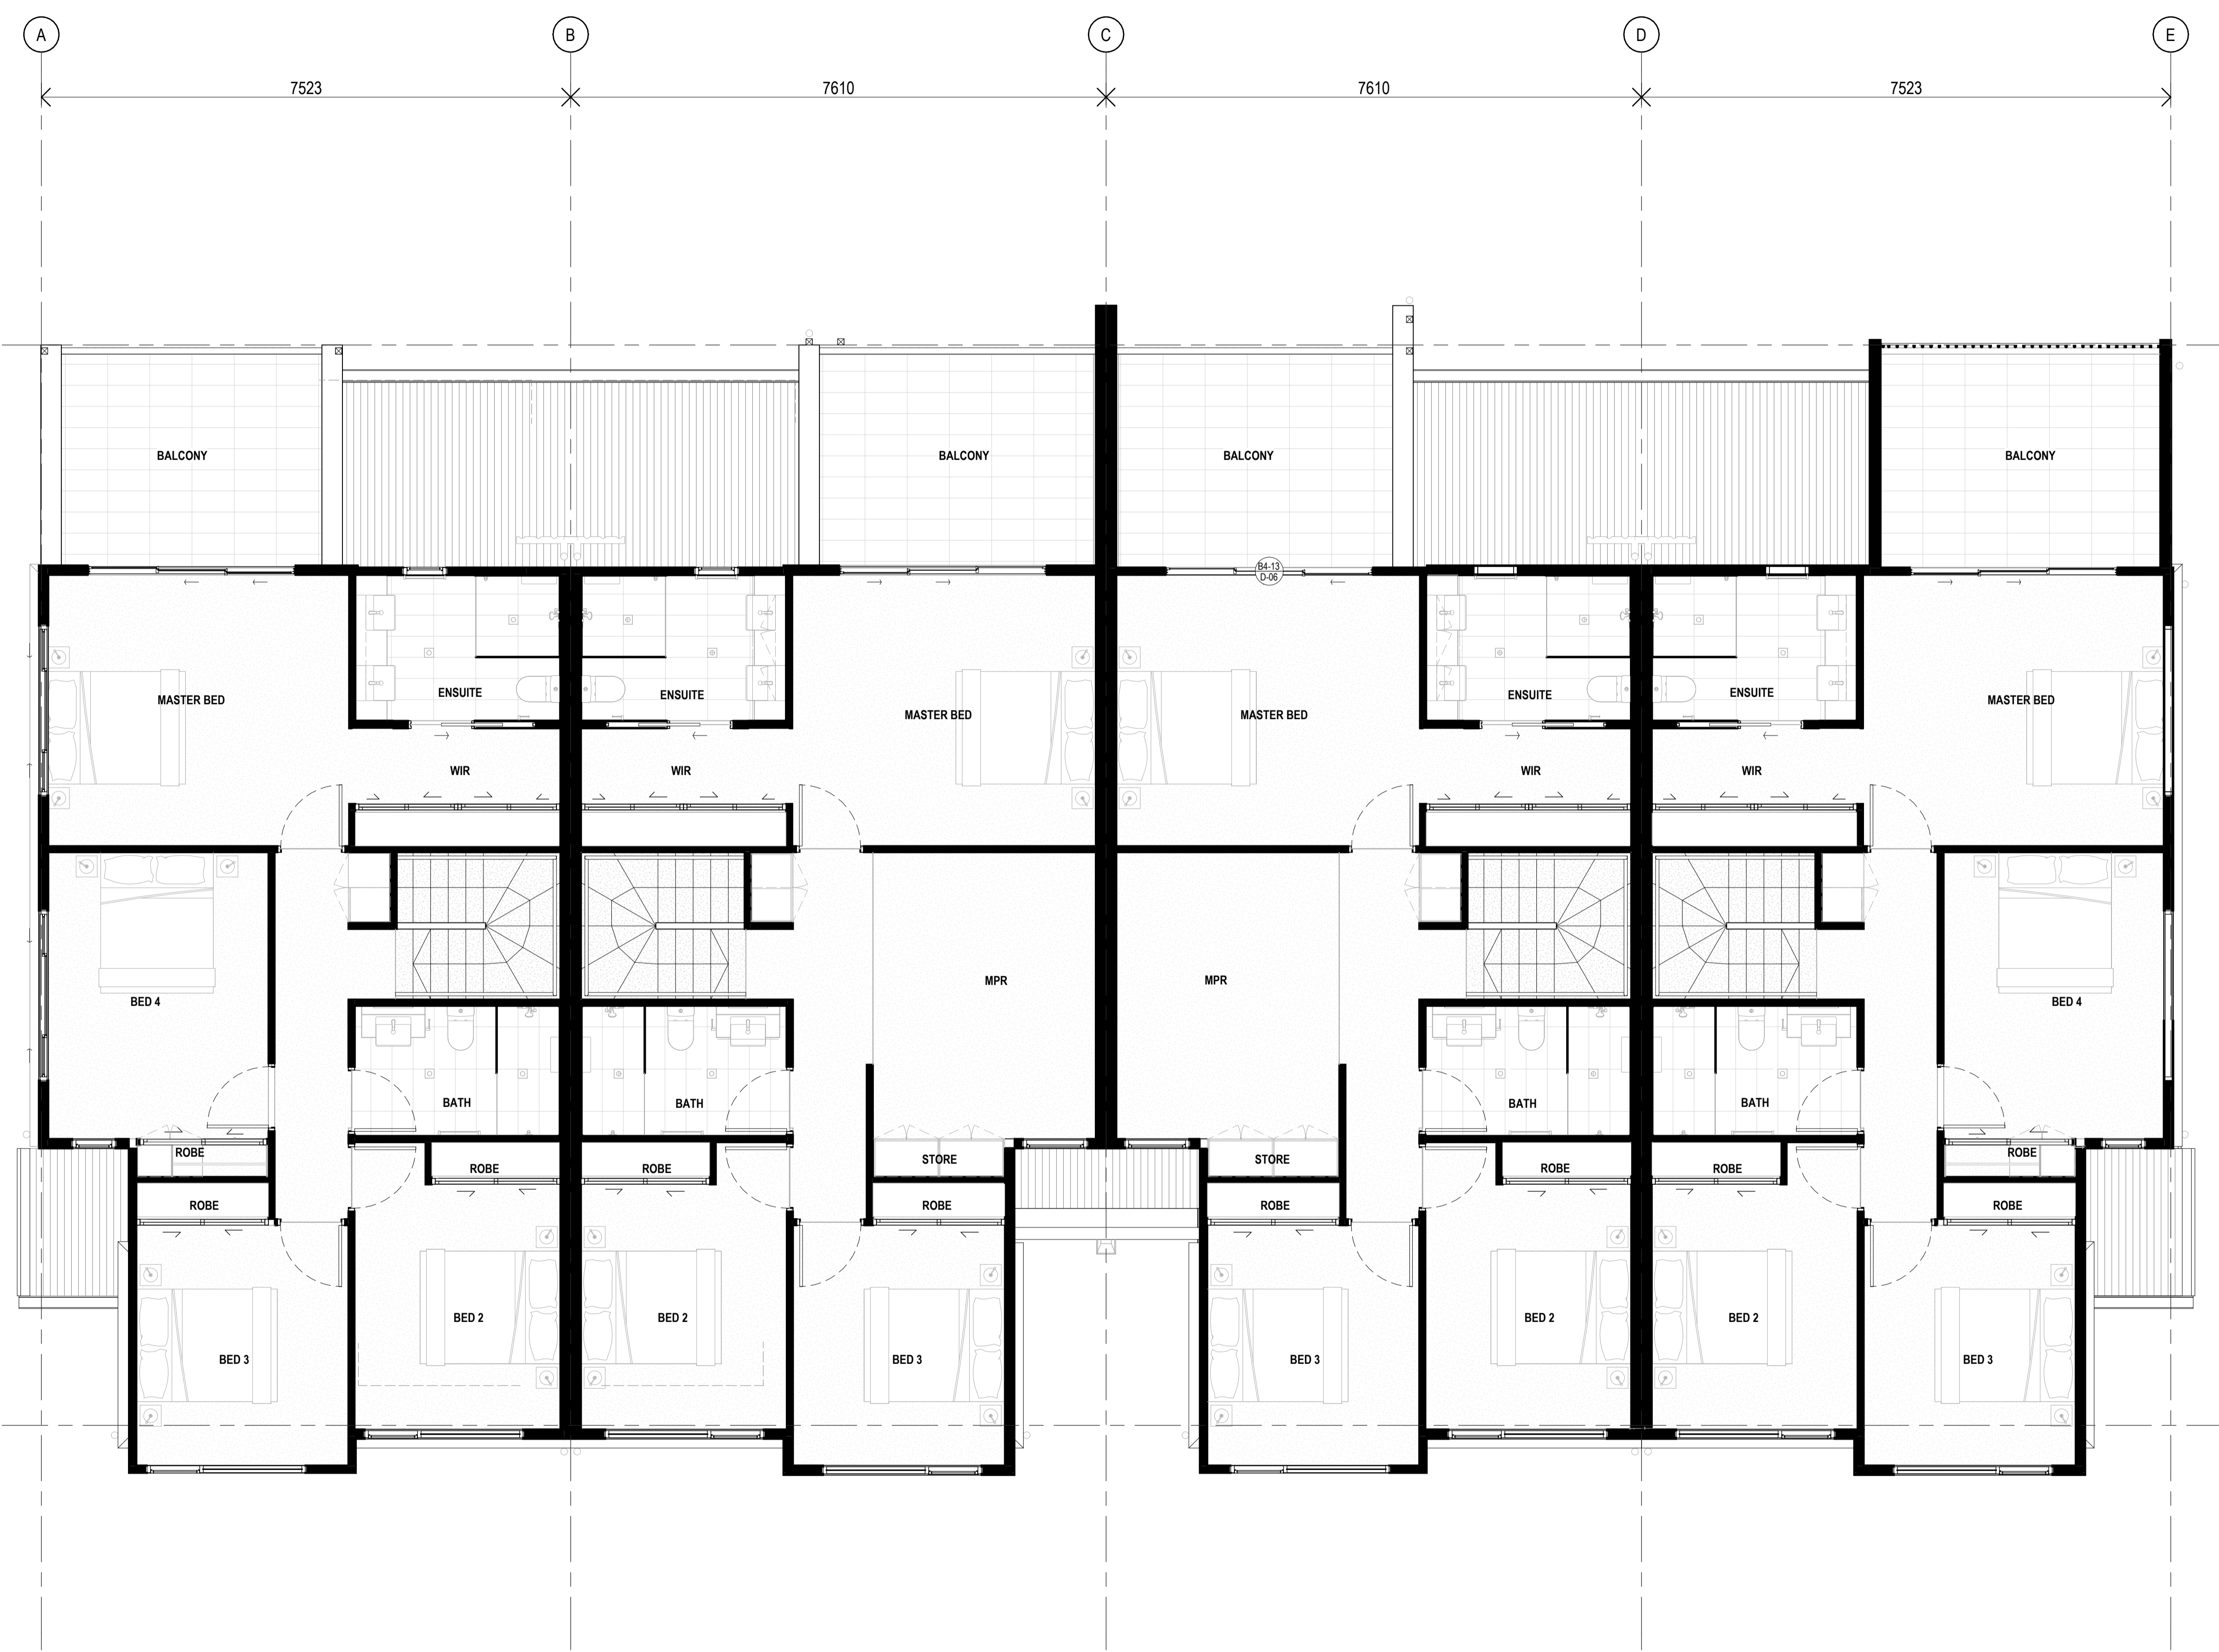 A B C D E
7523 7610 7610 7523
BALCONY BALCONY BALCONY BALCONY
B4-13
D-06
ENSUITE ENSUITE ENSUITE ENSUITE
MASTER BED MASTER BED MASTER BED MASTER BED
WIR WIR WIR WIR
MPR MPR
BED 4 BED 4
BATH BATH BATH BATH
ROBE STORE STORE ROBE
ROBE ROBE ROBE ROBE
ROBE ROBE ROBE ROBE
BED 2 BED 2 BED 2 BED 2
BED 3 BED 3 BED 3 BED 3